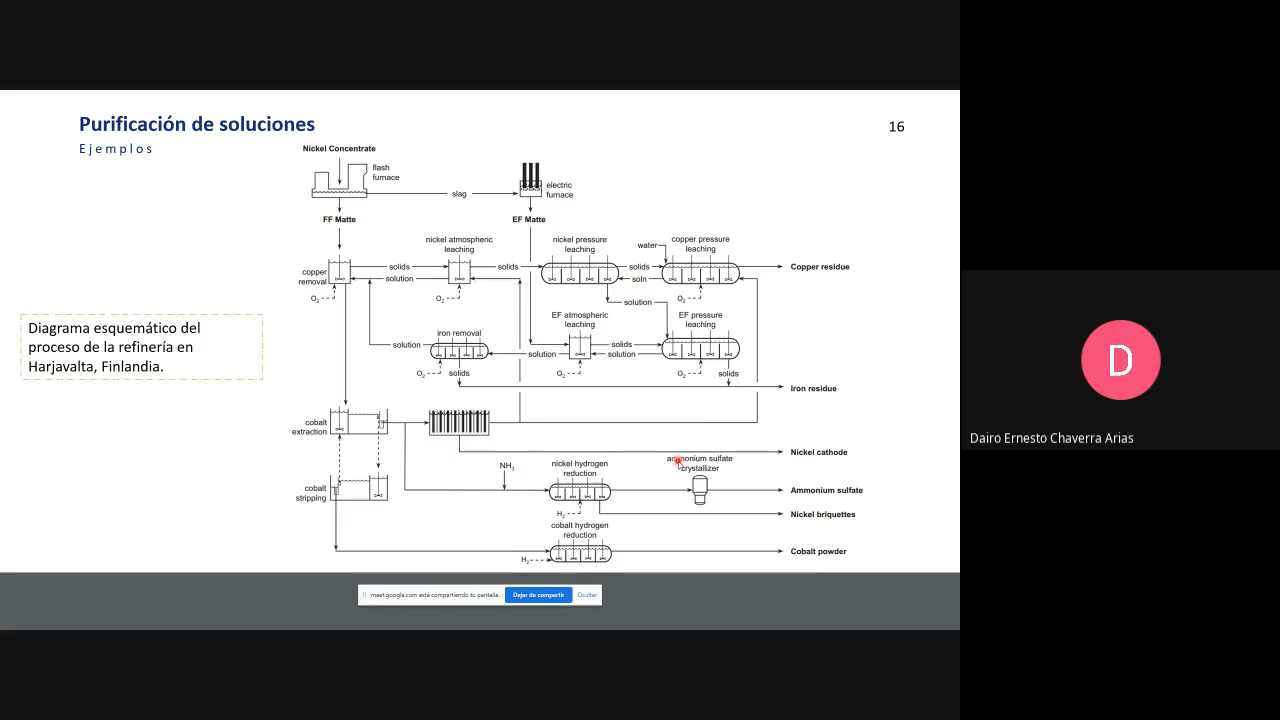 Purificación de soluciones
16
Ejemplos
Nickel Concentrate
flash
furnace
electric
furnace
slag
FF Matte
EF Matte
nickel atmospheric
leaching
nickel pressure
leaching
water
copper pressure
leaching
copper
removal
solids
solution
solids
solids
soln
Copper residue
O2
O2
O2
solution
EF atmospheric
leaching
EF pressure
leaching
Diagrama esquemático del
proceso de la refinería en
Harjavalta, Finlandia.
iron removal
solution
solution
solids
solution
O2
solids
O2
O2
solids
Iron residue
cobalt
extraction
Nickel cathode
NH3
nickel hydrogen
reduction
ammonium sulfate
crystallizer
cobalt
stripping
Ammonium sulfate
H2
Nickel briquettes
cobalt hydrogen
reduction
H2
Cobalt powder
meet.google.com está compartiendo tu pantalla.
Dejar de compartir
Ocultar
D
Dairo Ernesto Chaverra Arias